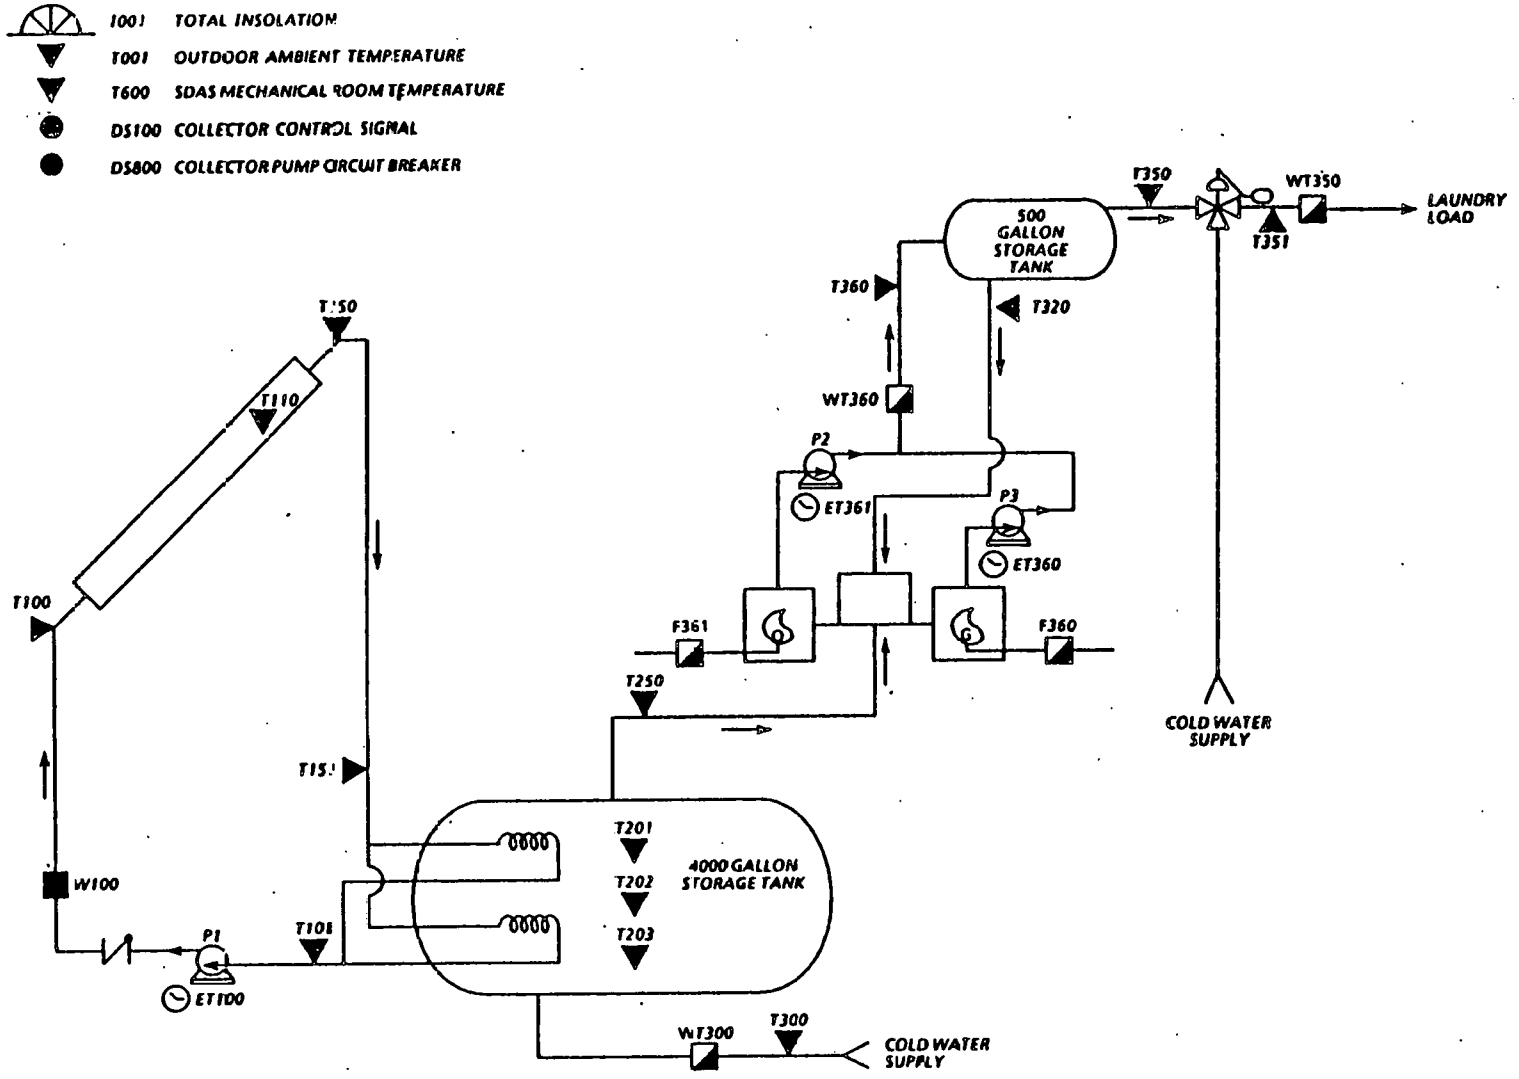 I001 TOTAL INSOLATION
T001 OUTDOOR AMBIENT TEMPERATURE
T600 SDAS MECHANICAL ROOM TEMPERATURE
DS100 COLLECTOR CONTROL SIGNAL
DS800 COLLECTOR PUMP CIRCUIT BREAKER
T350
WT350
LAUNDRY
LOAD
T351
500
GALLON
STORAGE
TANK
T360
T320
T110
WT360
P2
ET361
P3
ET360
T100
F361
O
G
F360
T250
COLD WATER
SUPPLY
T201
4000 GALLON
STORAGE TANK
T202
T203
W100
P1
ET100
WT300
T300
COLD WATER
SUPPLY